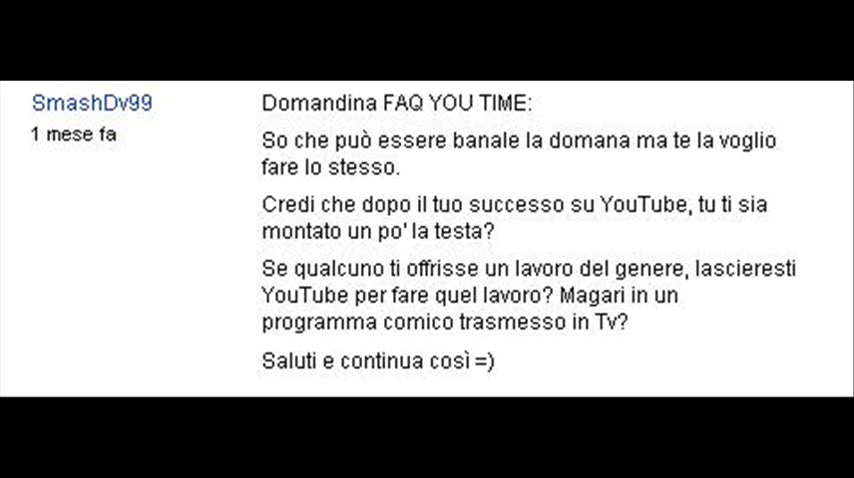 SmashDv99
1 mese fa
Domandina FAQ YOU TIME:
So che può essere banale la domana ma te la voglio
fare lo stesso.
Credi che dopo il tuo successo su YouTube, tu ti sia
montato un po' la testa?
Se qualcuno ti offrisse un lavoro del genere, lascieresti
YouTube per fare quel lavoro? Magari in un
programma comico trasmesso in Tv?
Saluti e continua così =)